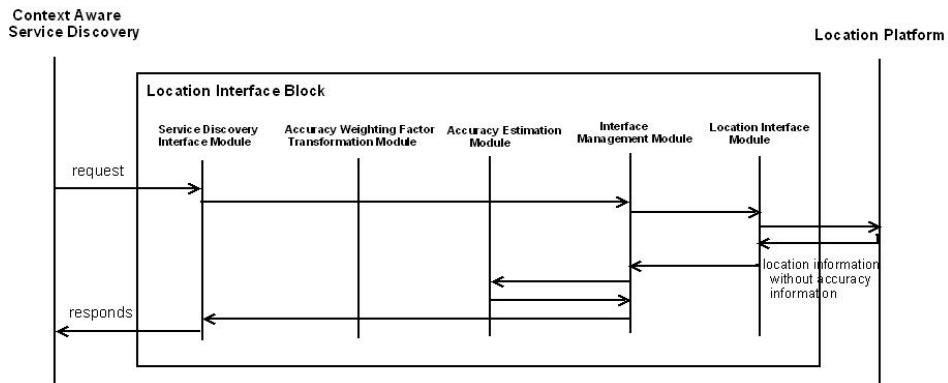 Context Aware
Service Discovery
Location Platform
Location Interface Block
Service Discovery
Interface Module
Accuracy Weighting Factor
Transformation Module
Accuracy Estimation
Module
Interface
Management Module
Location Interface
Module
request
location information
without accuracy
information
responds